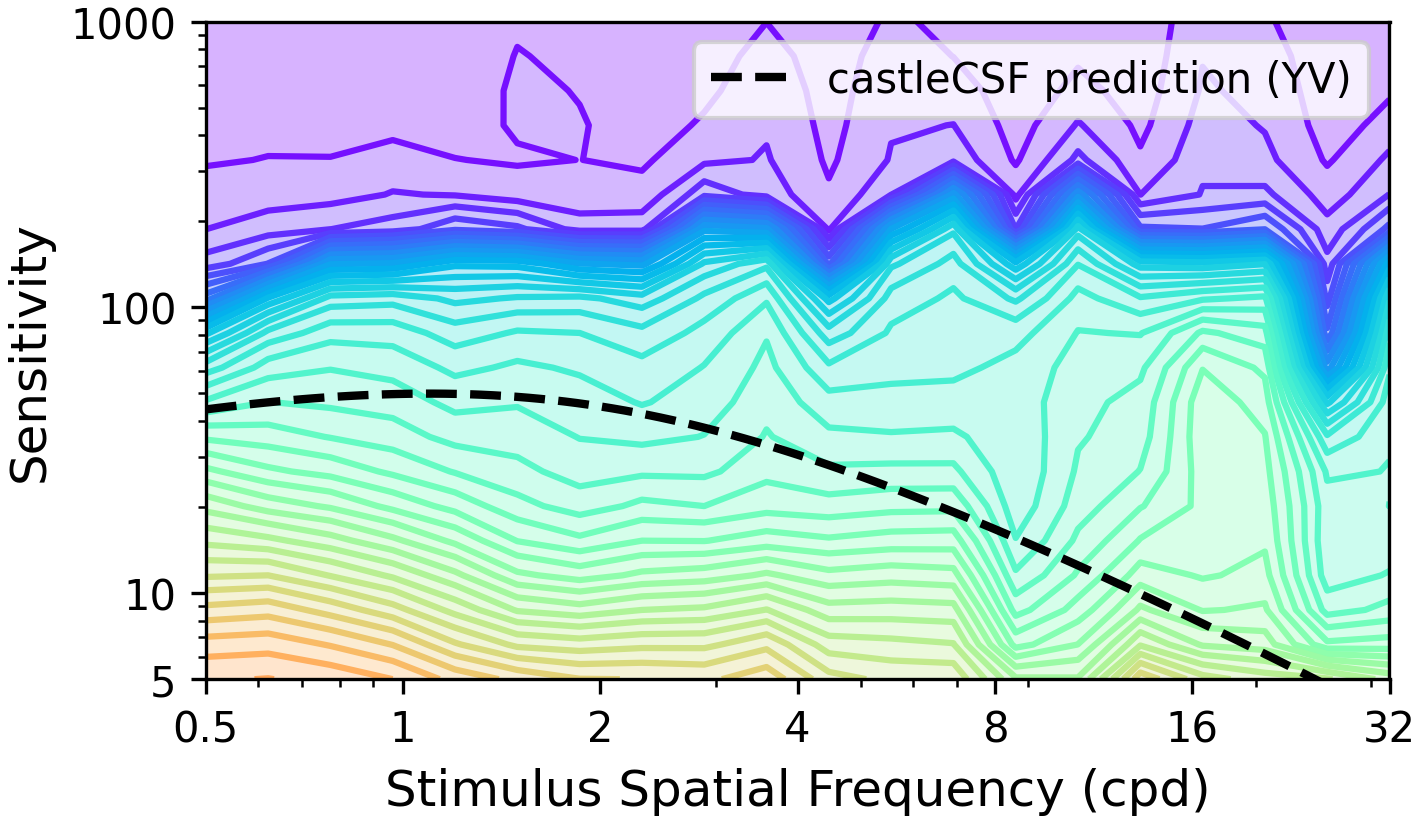 1000
castleCSF prediction (YV)
100
Sensitivity
10
5
0.5 1 2 4 8 16 32
Stimulus Spatial Frequency (cpd)